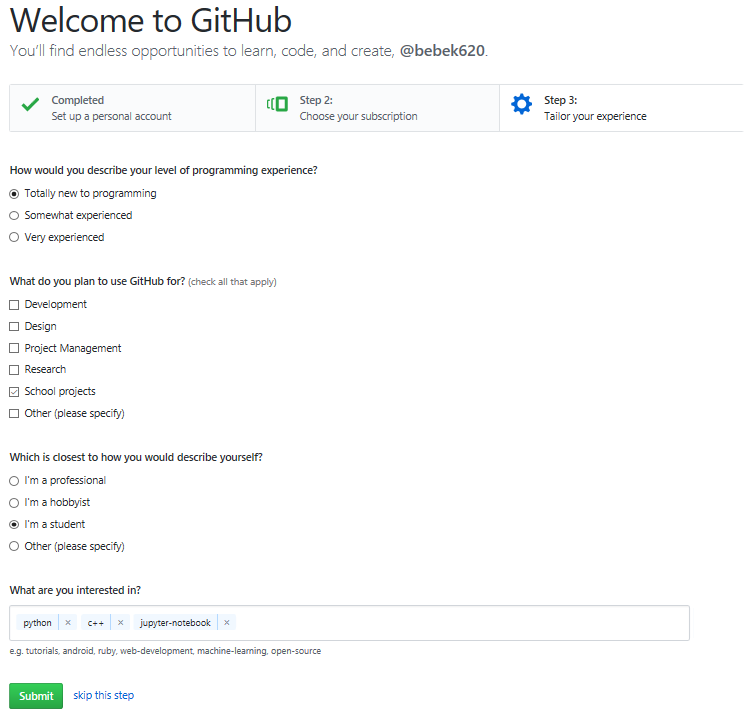 Welcome to GitHub
You'll find endless opportunities to learn, code, and create, @bebek620.
Completed
Set up a personal account
Step 2:
Choose your subscription
Step 3:
Tailor your experience
How would you describe your level of programming experience?
Totally new to programming
Somewhat experienced
Very experienced
What do you plan to use GitHub for? (check all that apply)
Development
Design
Project Management
Research
School projects
Other (please specify)
Which is closest to how you would describe yourself?
I'm a professional
I'm a hobbyist
I'm a student
Other (please specify)
What are you interested in?
python × c++ × jupyter-notebook ×
e.g. tutorials, android, ruby, web-development, machine-learning, open-source
Submit skip this step